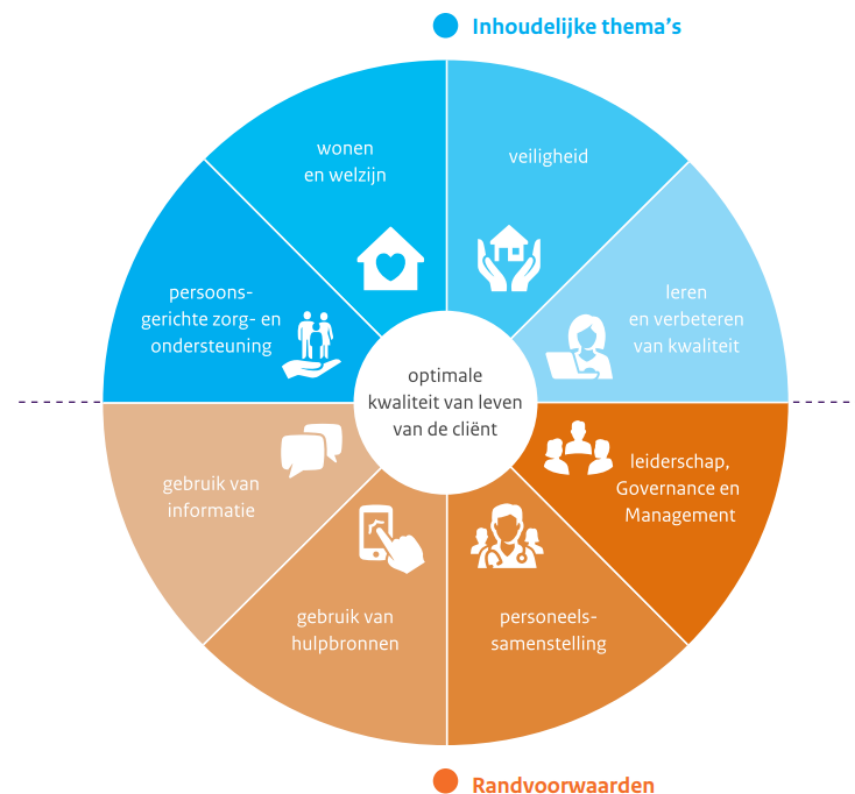 Inhoudelijke thema's
wonen
en welzijn
veiligheid
persoons-
gerichte zorg- en
ondersteuning
leren
en verbeteren
van kwaliteit
optimale
kwaliteit van leven
van de cliënt
gebruik van
informatie
leiderschap,
Governance en
Management
gebruik van
hulpbronnen
personeels-
samenstelling
Randvoorwaarden